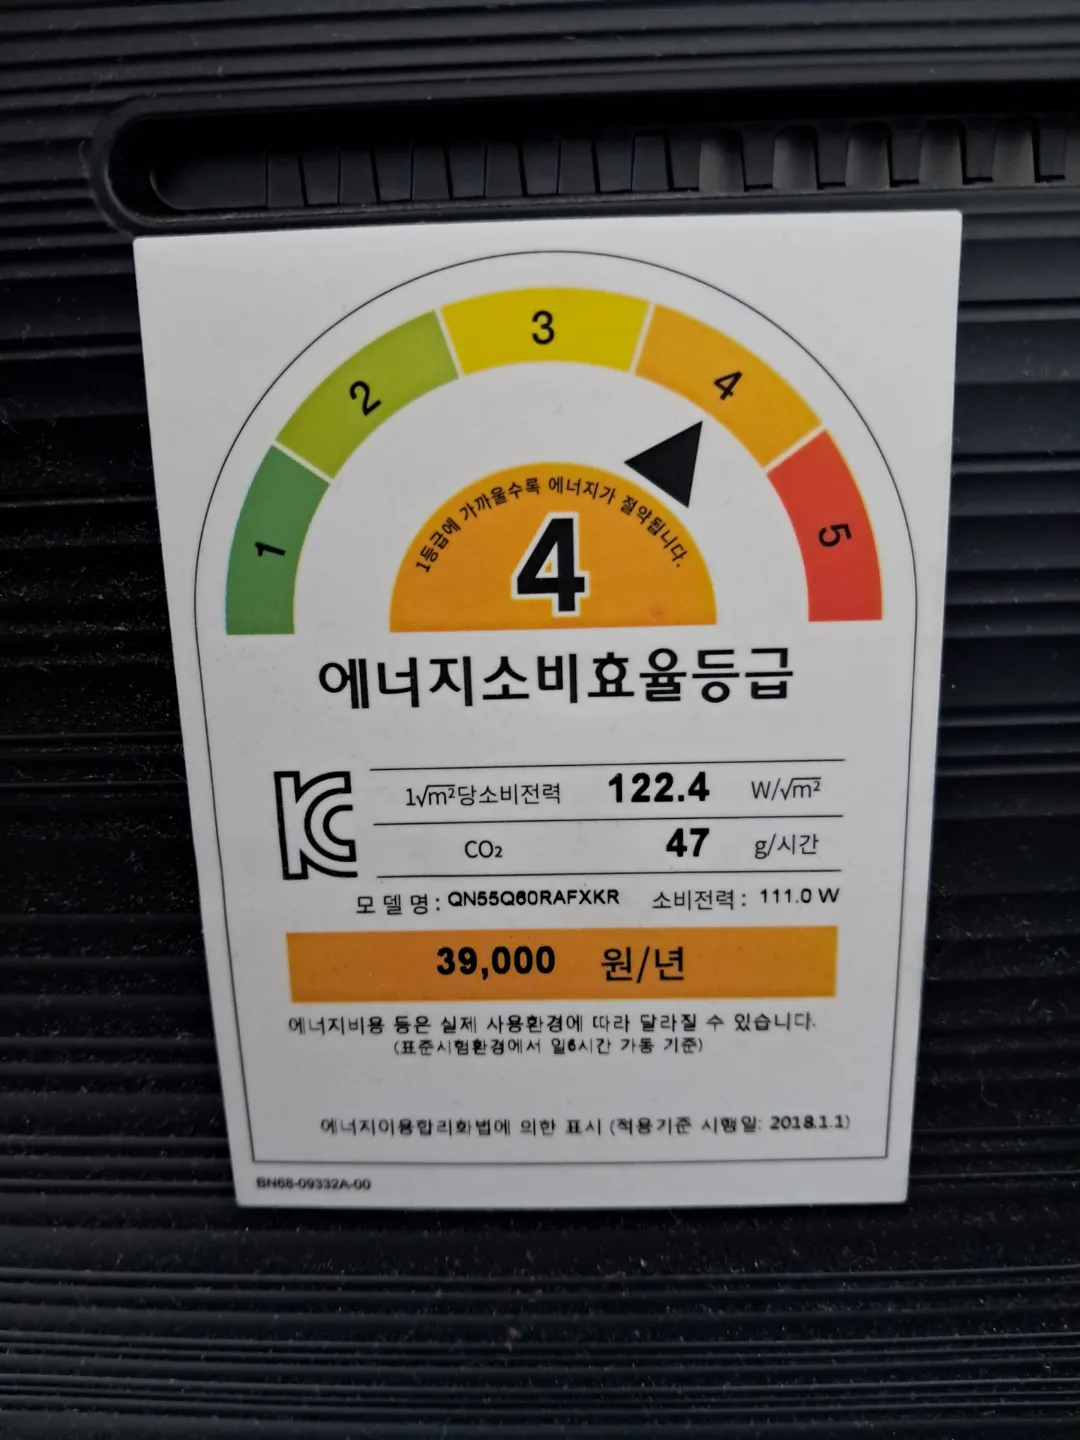 1
2
3
4
5
1등급에 가까울수록 에너지가 절약됩니다.
4
에너지소비효율등급
1√m²당소비전력 122.4 W/√m²
CO₂ 47 g/시간
모델명: QN55Q60RAFXKR 소비전력: 111.0 W
39,000 원/년
에너지비용 등은 실제 사용환경에 따라 달라질 수 있습니다.
(표준시험환경에서 일6시간 가동 기준)
에너지이용합리화법에 의한 표시 (적용기준 시행일: 2018.1.1)
BN68-09332A-00